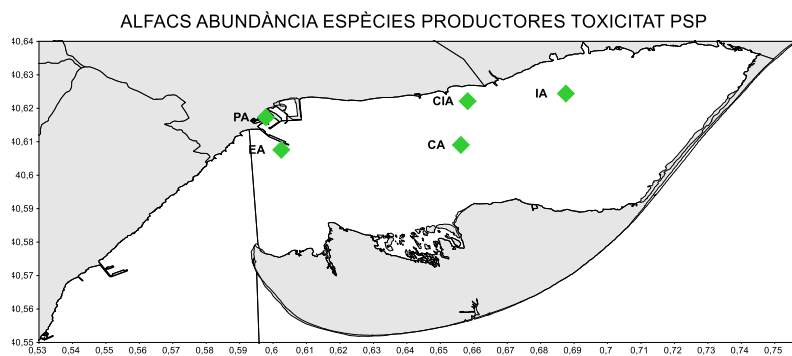 ALFACS ABUNDÀNCIA ESPÈCIES PRODUCTORES TOXICITAT PSP
40,64
40,63
40,62
40,61
40,6
40,59
40,58
40,57
40,56
40,55
PA
EA
CIA
CA
IA
0,53 0,54 0,55 0,56 0,57 0,58 0,59 0,6 0,61 0,62 0,63 0,64 0,65 0,66 0,67 0,68 0,69 0,7 0,71 0,72 0,73 0,74 0,75